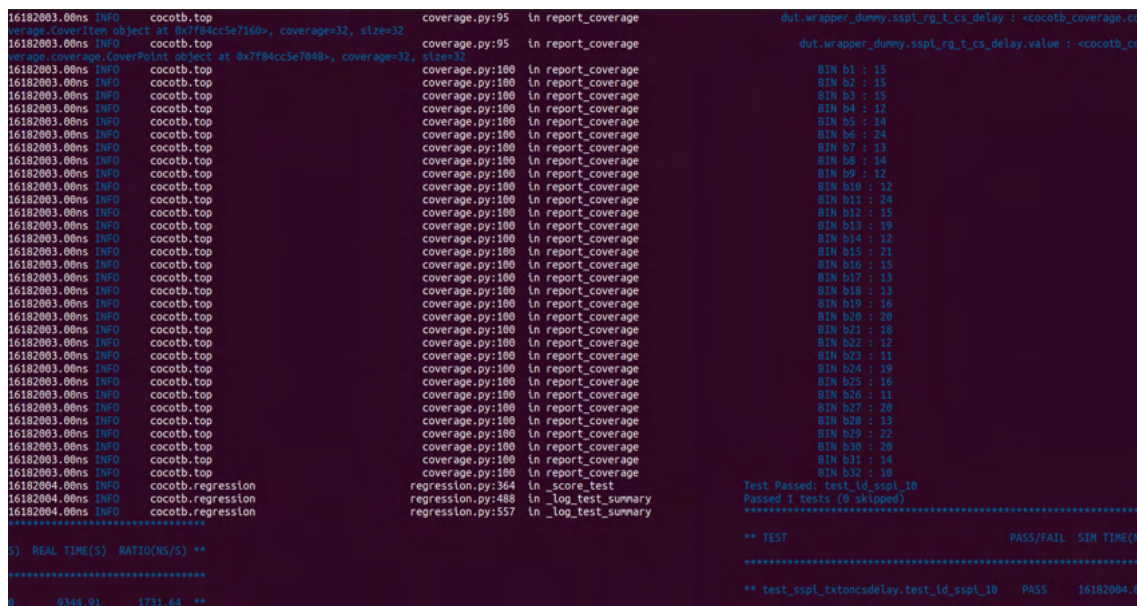 16182003.00ns INFO cocotb.top coverage.py:95 in report_coverage dut.wrapper_dummy.sspi_rg_t_cs_delay : <cocotb_coverage.co
verage.CoverItem object at 0x7f84cc5e7160>, coverage=32, size=32
16182003.00ns INFO cocotb.top coverage.py:95 in report_coverage dut.wrapper_dummy.sspi_rg_t_cs_delay.value : <cocotb_co
verage.coverage.CoverPoint object at 0x7f84cc5e7048>, coverage=32, size=32
16182003.00ns INFO cocotb.top coverage.py:100 in report_coverage BIN b1 : 15
16182003.00ns INFO cocotb.top coverage.py:100 in report_coverage BIN b2 : 15
16182003.00ns INFO cocotb.top coverage.py:100 in report_coverage BIN b3 : 15
16182003.00ns INFO cocotb.top coverage.py:100 in report_coverage BIN b4 : 12
16182003.00ns INFO cocotb.top coverage.py:100 in report_coverage BIN b5 : 14
16182003.00ns INFO cocotb.top coverage.py:100 in report_coverage BIN b6 : 24
16182003.00ns INFO cocotb.top coverage.py:100 in report_coverage BIN b7 : 13
16182003.00ns INFO cocotb.top coverage.py:100 in report_coverage BIN b8 : 14
16182003.00ns INFO cocotb.top coverage.py:100 in report_coverage BIN b9 : 12
16182003.00ns INFO cocotb.top coverage.py:100 in report_coverage BIN b10 : 12
16182003.00ns INFO cocotb.top coverage.py:100 in report_coverage BIN b11 : 24
16182003.00ns INFO cocotb.top coverage.py:100 in report_coverage BIN b12 : 15
16182003.00ns INFO cocotb.top coverage.py:100 in report_coverage BIN b13 : 19
16182003.00ns INFO cocotb.top coverage.py:100 in report_coverage BIN b14 : 12
16182003.00ns INFO cocotb.top coverage.py:100 in report_coverage BIN b15 : 21
16182003.00ns INFO cocotb.top coverage.py:100 in report_coverage BIN b16 : 15
16182003.00ns INFO cocotb.top coverage.py:100 in report_coverage BIN b17 : 13
16182003.00ns INFO cocotb.top coverage.py:100 in report_coverage BIN b18 : 13
16182003.00ns INFO cocotb.top coverage.py:100 in report_coverage BIN b19 : 16
16182003.00ns INFO cocotb.top coverage.py:100 in report_coverage BIN b20 : 20
16182003.00ns INFO cocotb.top coverage.py:100 in report_coverage BIN b21 : 18
16182003.00ns INFO cocotb.top coverage.py:100 in report_coverage BIN b22 : 12
16182003.00ns INFO cocotb.top coverage.py:100 in report_coverage BIN b23 : 11
16182003.00ns INFO cocotb.top coverage.py:100 in report_coverage BIN b24 : 19
16182003.00ns INFO cocotb.top coverage.py:100 in report_coverage BIN b25 : 16
16182003.00ns INFO cocotb.top coverage.py:100 in report_coverage BIN b26 : 11
16182003.00ns INFO cocotb.top coverage.py:100 in report_coverage BIN b27 : 20
16182003.00ns INFO cocotb.top coverage.py:100 in report_coverage BIN b28 : 13
16182003.00ns INFO cocotb.top coverage.py:100 in report_coverage BIN b29 : 22
16182003.00ns INFO cocotb.top coverage.py:100 in report_coverage BIN b30 : 20
16182003.00ns INFO cocotb.top coverage.py:100 in report_coverage BIN b31 : 14
16182003.00ns INFO cocotb.top coverage.py:100 in report_coverage BIN b32 : 10
16182004.00ns INFO cocotb.regression regression.py:364 in _score_test Test Passed: test_id_sspi_10
16182004.00ns INFO cocotb.regression regression.py:488 in _log_test_summary Passed 1 tests (0 skipped)
16182004.00ns INFO cocotb.regression regression.py:557 in _log_test_summary ************************************************************
*********************************
** TEST PASS/FAIL SIM TIME(N
S) REAL TIME(S) RATIO(NS/S) **
************************************************************
*********************************
** test_sspi_txtoncsdelay.test_id_sspi_10 PASS 16182004.0
0 9344.91 1731.64 **